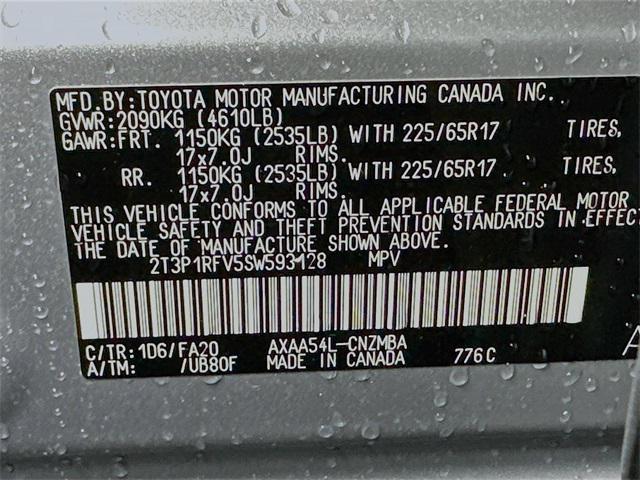 MFD.BY:TOYOTA MOTOR MANUFACTURING CANADA INC.
GVWR:2090KG (4610LB)
GAWR:FRT. 1150KG (2535LB) WITH 225/65R17 TIRES,
17x7.0J RIMS.
RR. 1150KG (2535LB) WITH 225/65R17 TIRES,
17x7.0J RIMS.
THIS VEHICLE CONFORMS TO ALL APPLICABLE FEDERAL MOTOR
VEHICLE SAFETY AND THEFT PREVENTION STANDARDS IN EFFECT
THE DATE OF MANUFACTURE SHOWN ABOVE.
2T3P1RFV5SW593128 MPV
C/TR:1D6/FA20 AXAA54L-CNZMBA
A/TM: /UB80F MADE IN CANADA 776C